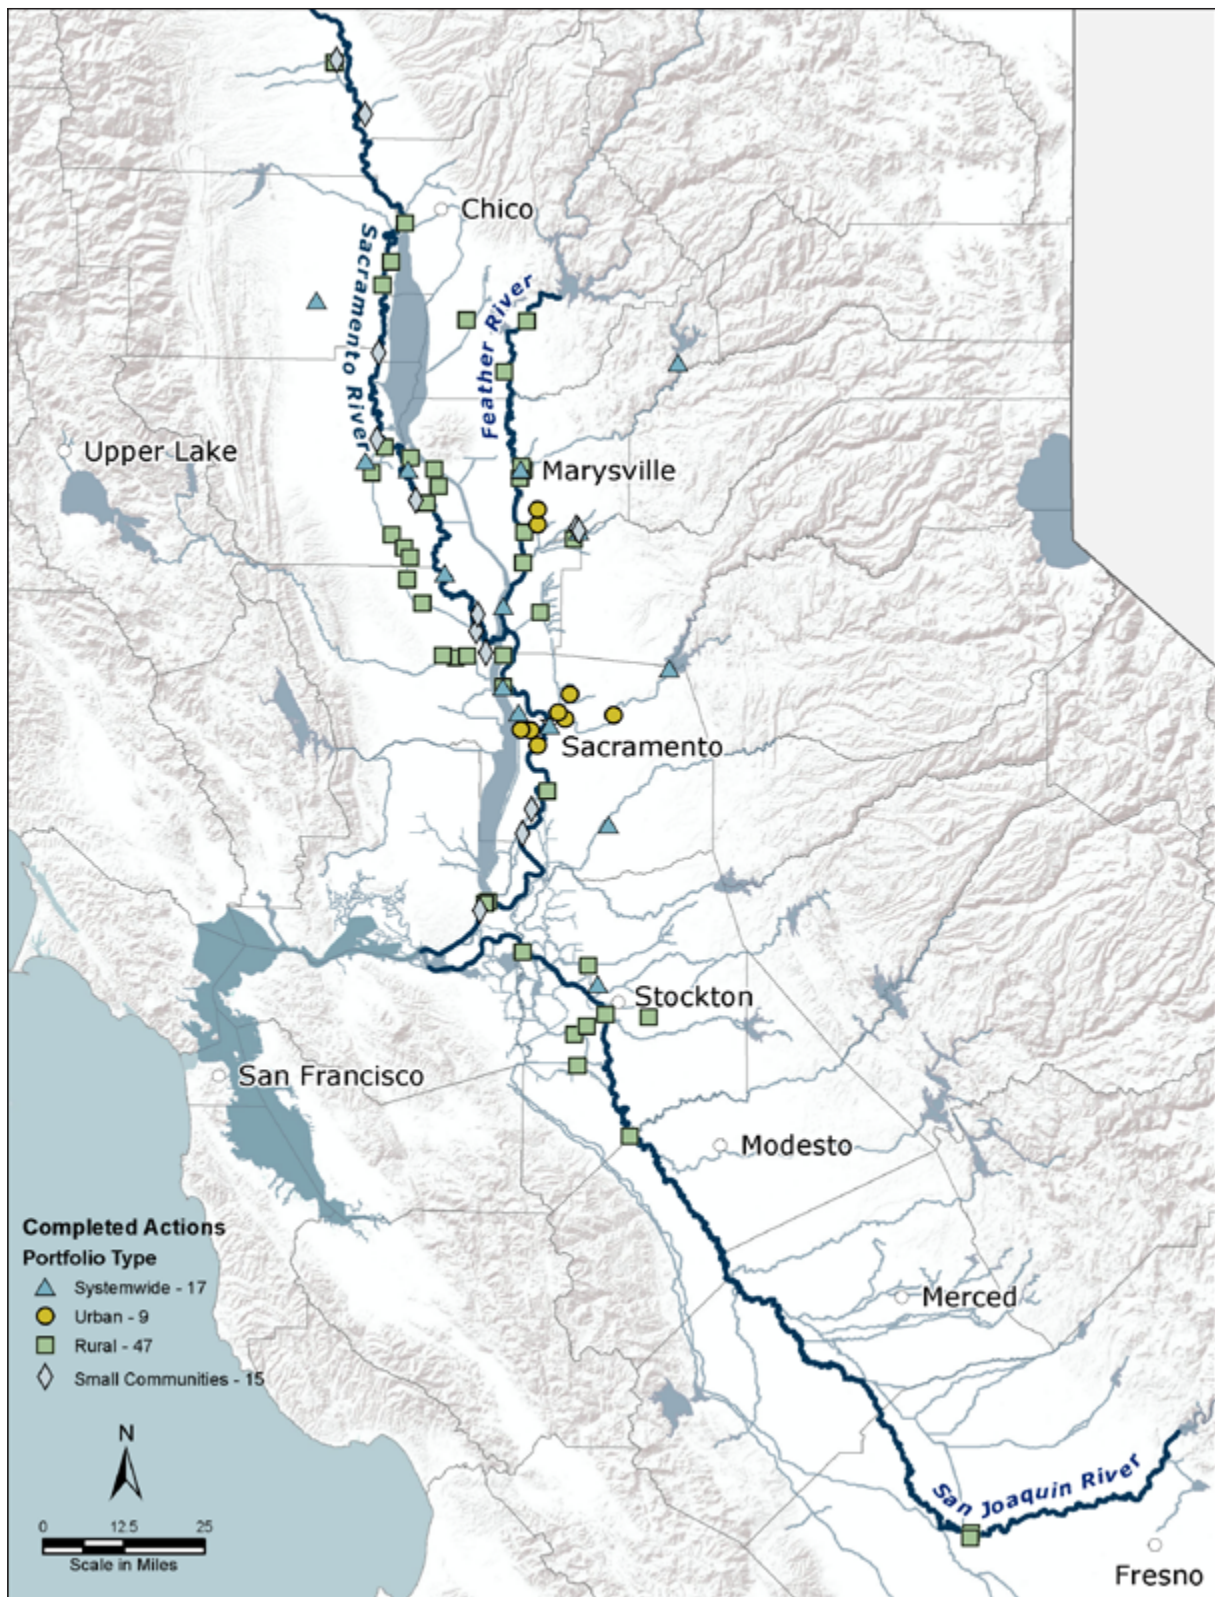 Chico
Sacramento River
Feather River
Upper Lake
Marysville
Sacramento
Stockton
San Francisco
Modesto
Merced
San Joaquin River
Fresno
Completed Actions
Portfolio Type
Systemwide - 17
Urban - 9
Rural - 47
Small Communities - 15
N
0 12.5 25
Scale in Miles